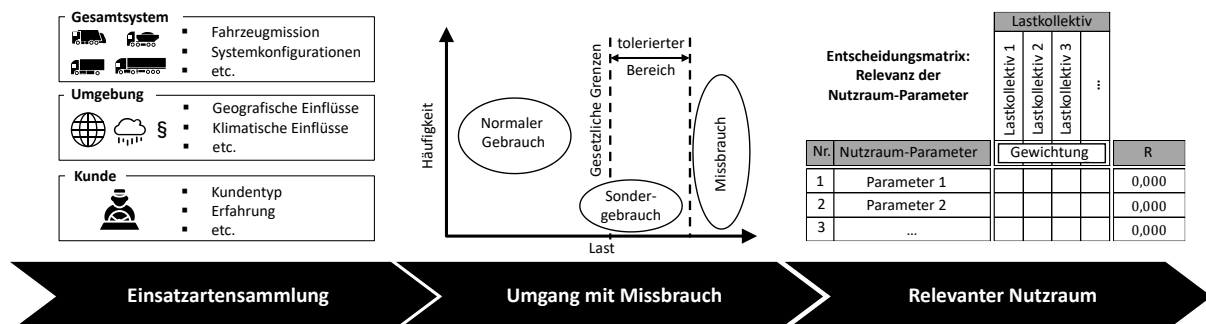 Gesamtsystem
▪ Fahrzeugmission
▪ Systemkonfigurationen
▪ etc.
Umgebung
§
▪ Geografische Einflüsse
▪ Klimatische Einflüsse
▪ etc.
Kunde
▪ Kundentyp
▪ Erfahrung
▪ etc.
Häufigkeit
Normaler
Gebrauch
Gesetzliche Grenzen
tolerierter
Bereich
Sonder-
gebrauch
Missbrauch
Last
Entscheidungsmatrix:
Relevanz der
Nutzraum-Parameter
Lastkollektiv
Lastkollektiv 1
Lastkollektiv 2
Lastkollektiv 3
...
Nr. Nutzraum-Parameter Gewichtung R
1 Parameter 1 0,000
2 Parameter 2 0,000
3 ... 0,000
Einsatzartensammlung
Umgang mit Missbrauch
Relevanter Nutzraum